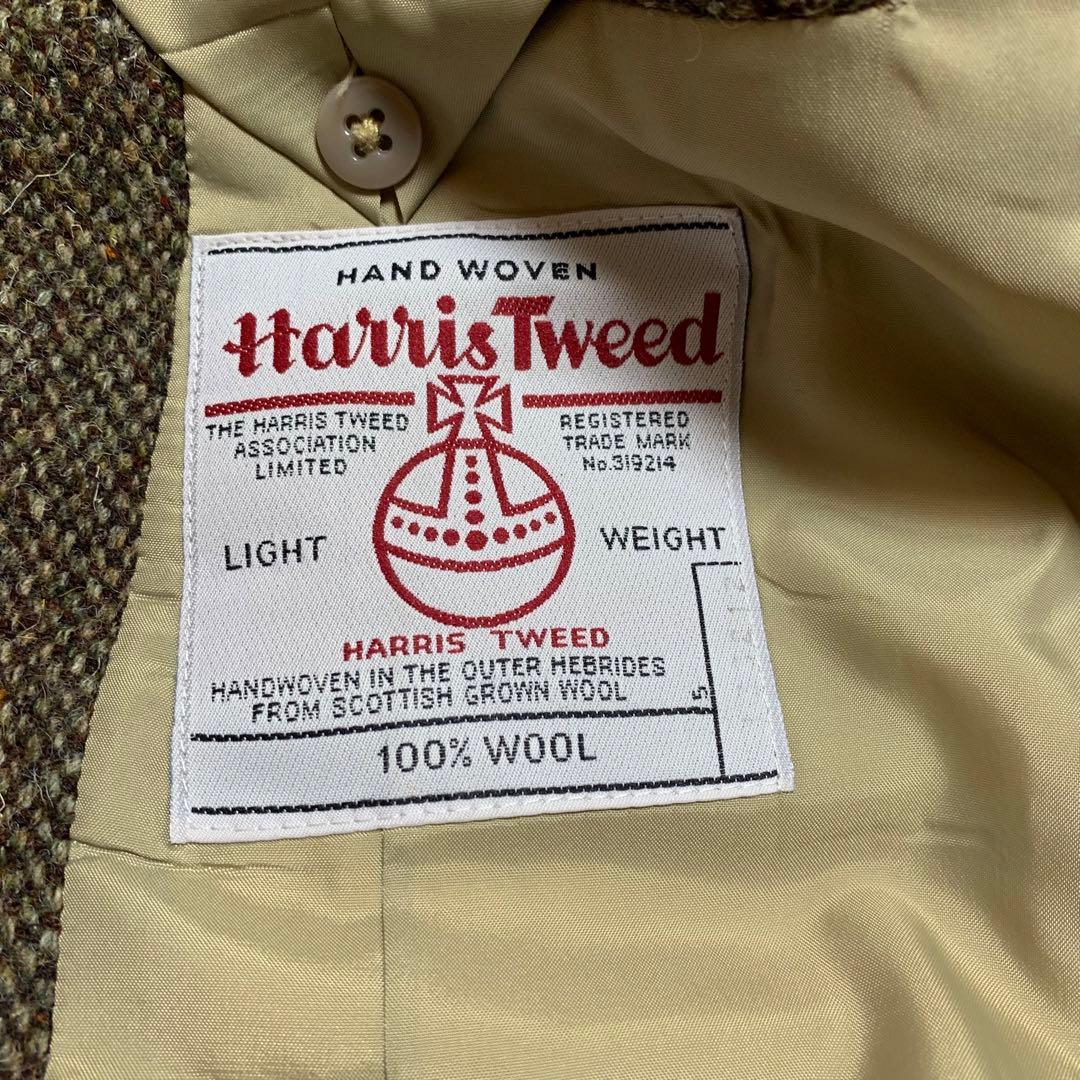 HAND WOVEN
Harris Tweed
THE HARRIS TWEED
ASSOCIATION
LIMITED
REGISTERED
TRADE MARK
No.319214
LIGHT WEIGHT
HARRIS TWEED
HANDWOVEN IN THE OUTER HEBRIDES
FROM SCOTTISH GROWN WOOL
100% WOOL